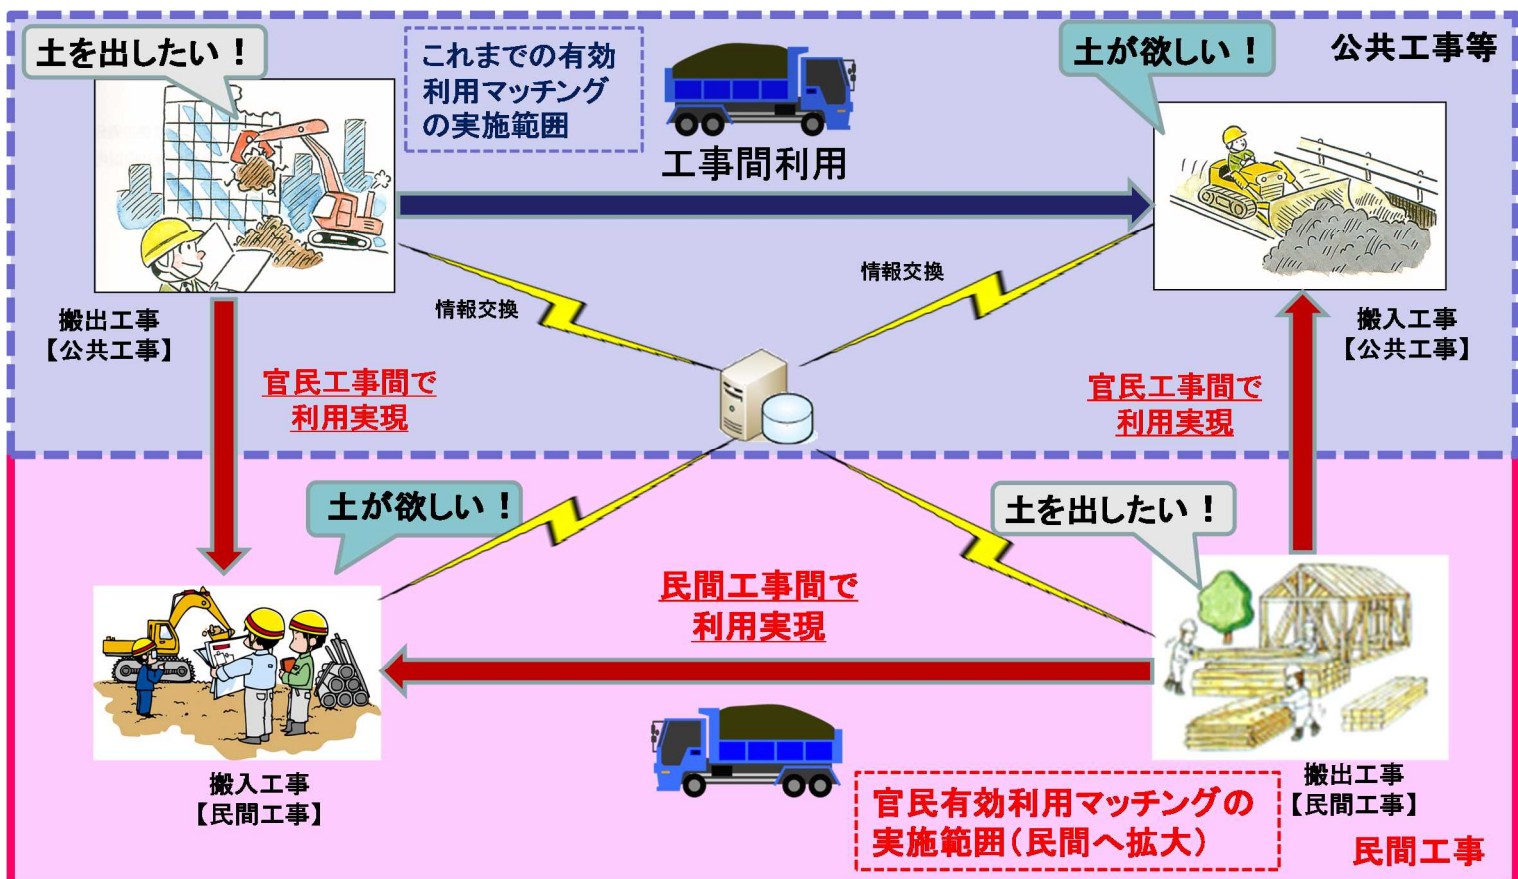 土を出したい！
これまでの有効
利用マッチング
の実施範囲
土が欲しい！
公共工事等
工事間利用
情報交換
情報交換
搬出工事
【公共工事】
搬入工事
【公共工事】
官民工事間で
利用実現
官民工事間で
利用実現
土が欲しい！
土を出したい！
民間工事間で
利用実現
搬入工事
【民間工事】
搬出工事
【民間工事】
官民有効利用マッチングの
実施範囲（民間へ拡大）
民間工事